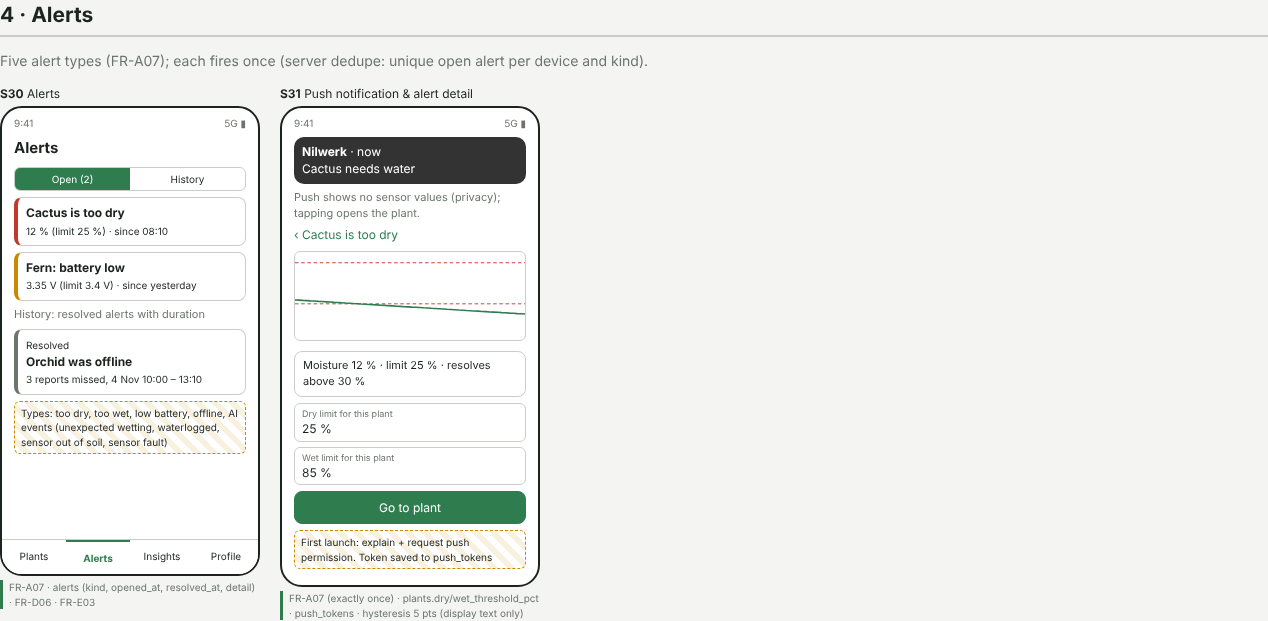 4 · Alerts
Five alert types (FR-A07); each fires once (server dedupe: unique open alert per device and kind).
S30 Alerts
9:41 5G
Alerts
Open (2) History
Cactus is too dry
12 % (limit 25 %) · since 08:10
Fern: battery low
3.35 V (limit 3.4 V) · since yesterday
History: resolved alerts with duration
Resolved
Orchid was offline
3 reports missed, 4 Nov 10:00 – 13:10
Types: too dry, too wet, low battery, offline, AI
events (unexpected wetting, waterlogged,
sensor out of soil, sensor fault)
Plants Alerts Insights Profile
FR-A07 · alerts (kind, opened_at, resolved_at, detail)
· FR-D06 · FR-E03
S31 Push notification & alert detail
9:41 5G
Nilwerk · now
Cactus needs water
Push shows no sensor values (privacy);
tapping opens the plant.
‹ Cactus is too dry
Moisture 12 % · limit 25 % · resolves
above 30 %
Dry limit for this plant
25 %
Wet limit for this plant
85 %
Go to plant
First launch: explain + request push
permission. Token saved to push_tokens
FR-A07 (exactly once) · plants.dry/wet_threshold_pct
· push_tokens · hysteresis 5 pts (display text only)